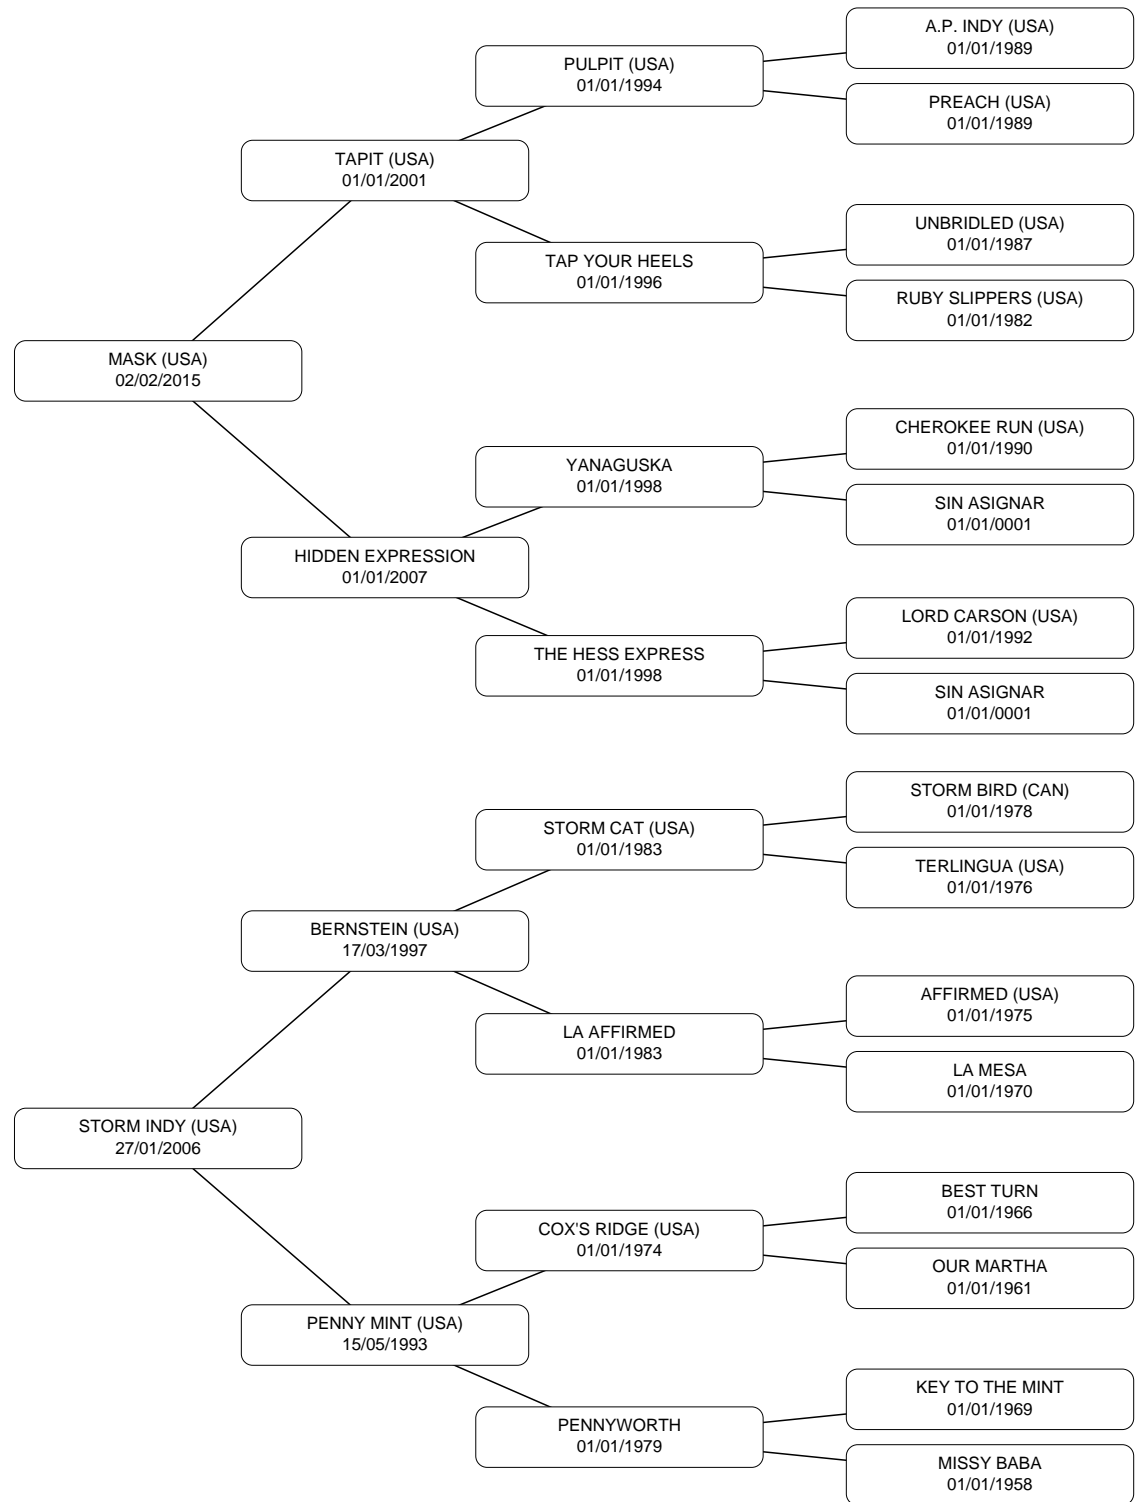 A.P. INDY (USA)
01/01/1989
PULPIT (USA)
01/01/1994
PREACH (USA)
01/01/1989
TAPIT (USA)
01/01/2001
UNBRIDLED (USA)
01/01/1987
TAP YOUR HEELS
01/01/1996
RUBY SLIPPERS (USA)
01/01/1982
MASK (USA)
02/02/2015
CHEROKEE RUN (USA)
01/01/1990
YANAGUSKA
01/01/1998
SIN ASIGNAR
01/01/0001
HIDDEN EXPRESSION
01/01/2007
LORD CARSON (USA)
01/01/1992
THE HESS EXPRESS
01/01/1998
SIN ASIGNAR
01/01/0001
STORM BIRD (CAN)
01/01/1978
STORM CAT (USA)
01/01/1983
TERLINGUA (USA)
01/01/1976
BERNSTEIN (USA)
17/03/1997
AFFIRMED (USA)
01/01/1975
LA AFFIRMED
01/01/1983
LA MESA
01/01/1970
STORM INDY (USA)
27/01/2006
BEST TURN
01/01/1966
COX'S RIDGE (USA)
01/01/1974
OUR MARTHA
01/01/1961
PENNY MINT (USA)
15/05/1993
KEY TO THE MINT
01/01/1969
PENNYWORTH
01/01/1979
MISSY BABA
01/01/1958